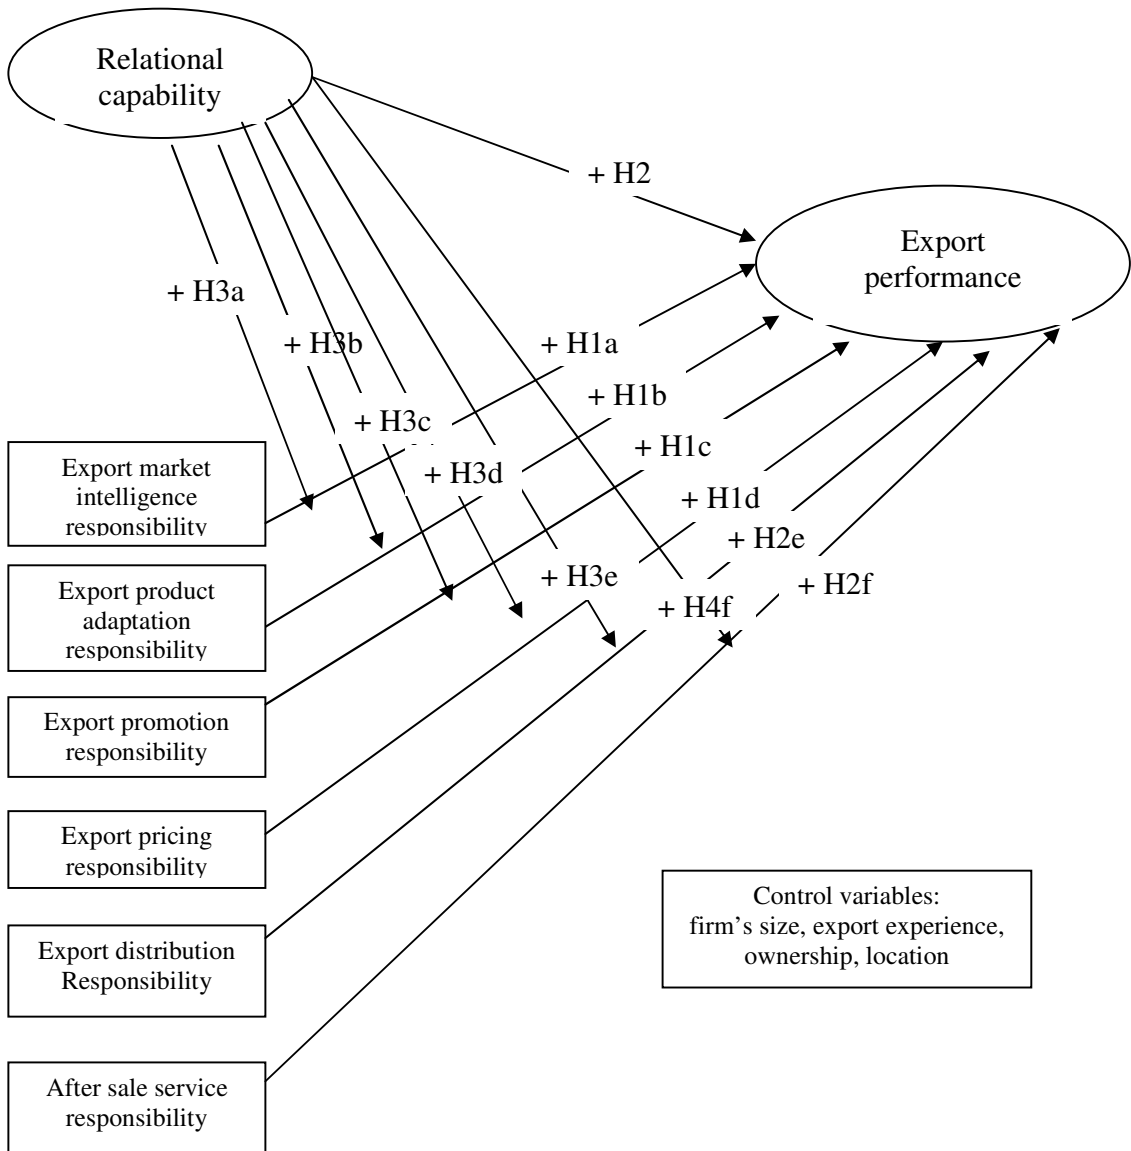 Relational
capability
+ H2
Export
performance
+ H3a
+ H3b
+ H1a
+ H1b
+ H3c
+ H1c
+ H3d
+ H1d
+ H2e
+ H3e
+ H2f
+ H4f
Export market
intelligence
responsibility
Export product
adaptation
responsibility
Export promotion
responsibility
Export pricing
responsibility
Export distribution
Responsibility
After sale service
responsibility
Control variables:
firm's size, export experience,
ownership, location